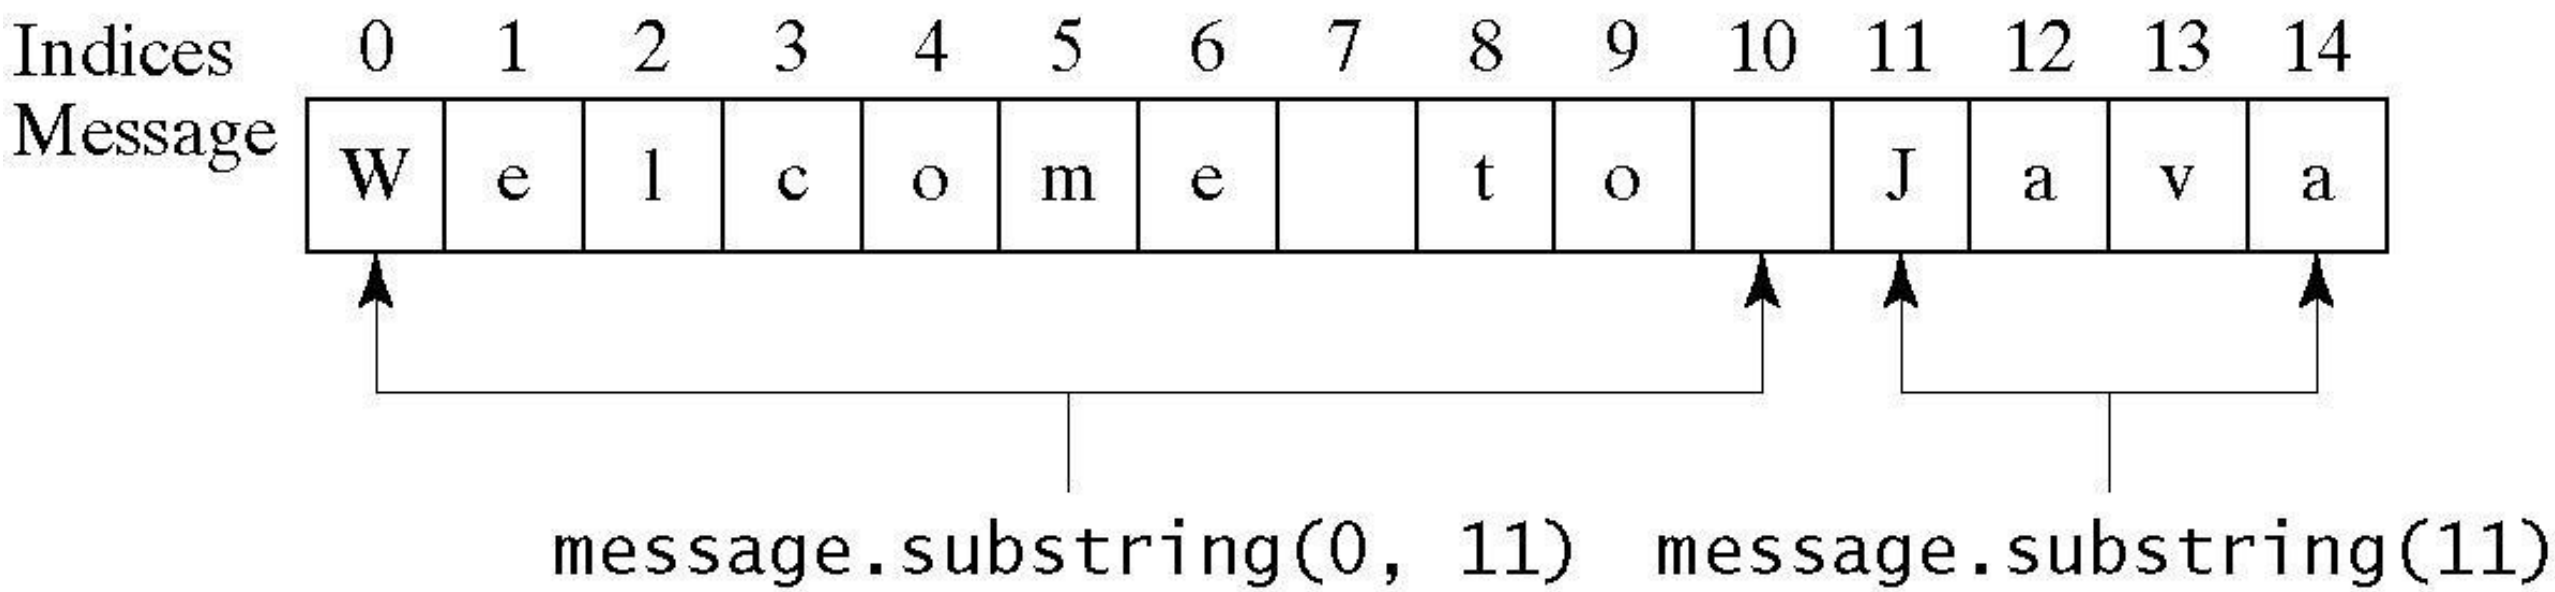 Indices 0 1 2 3 4 5 6 7 8 9 10 11 12 13 14
Message W e l c o m e t o J a v a
message.substring(0, 11) message.substring(11)